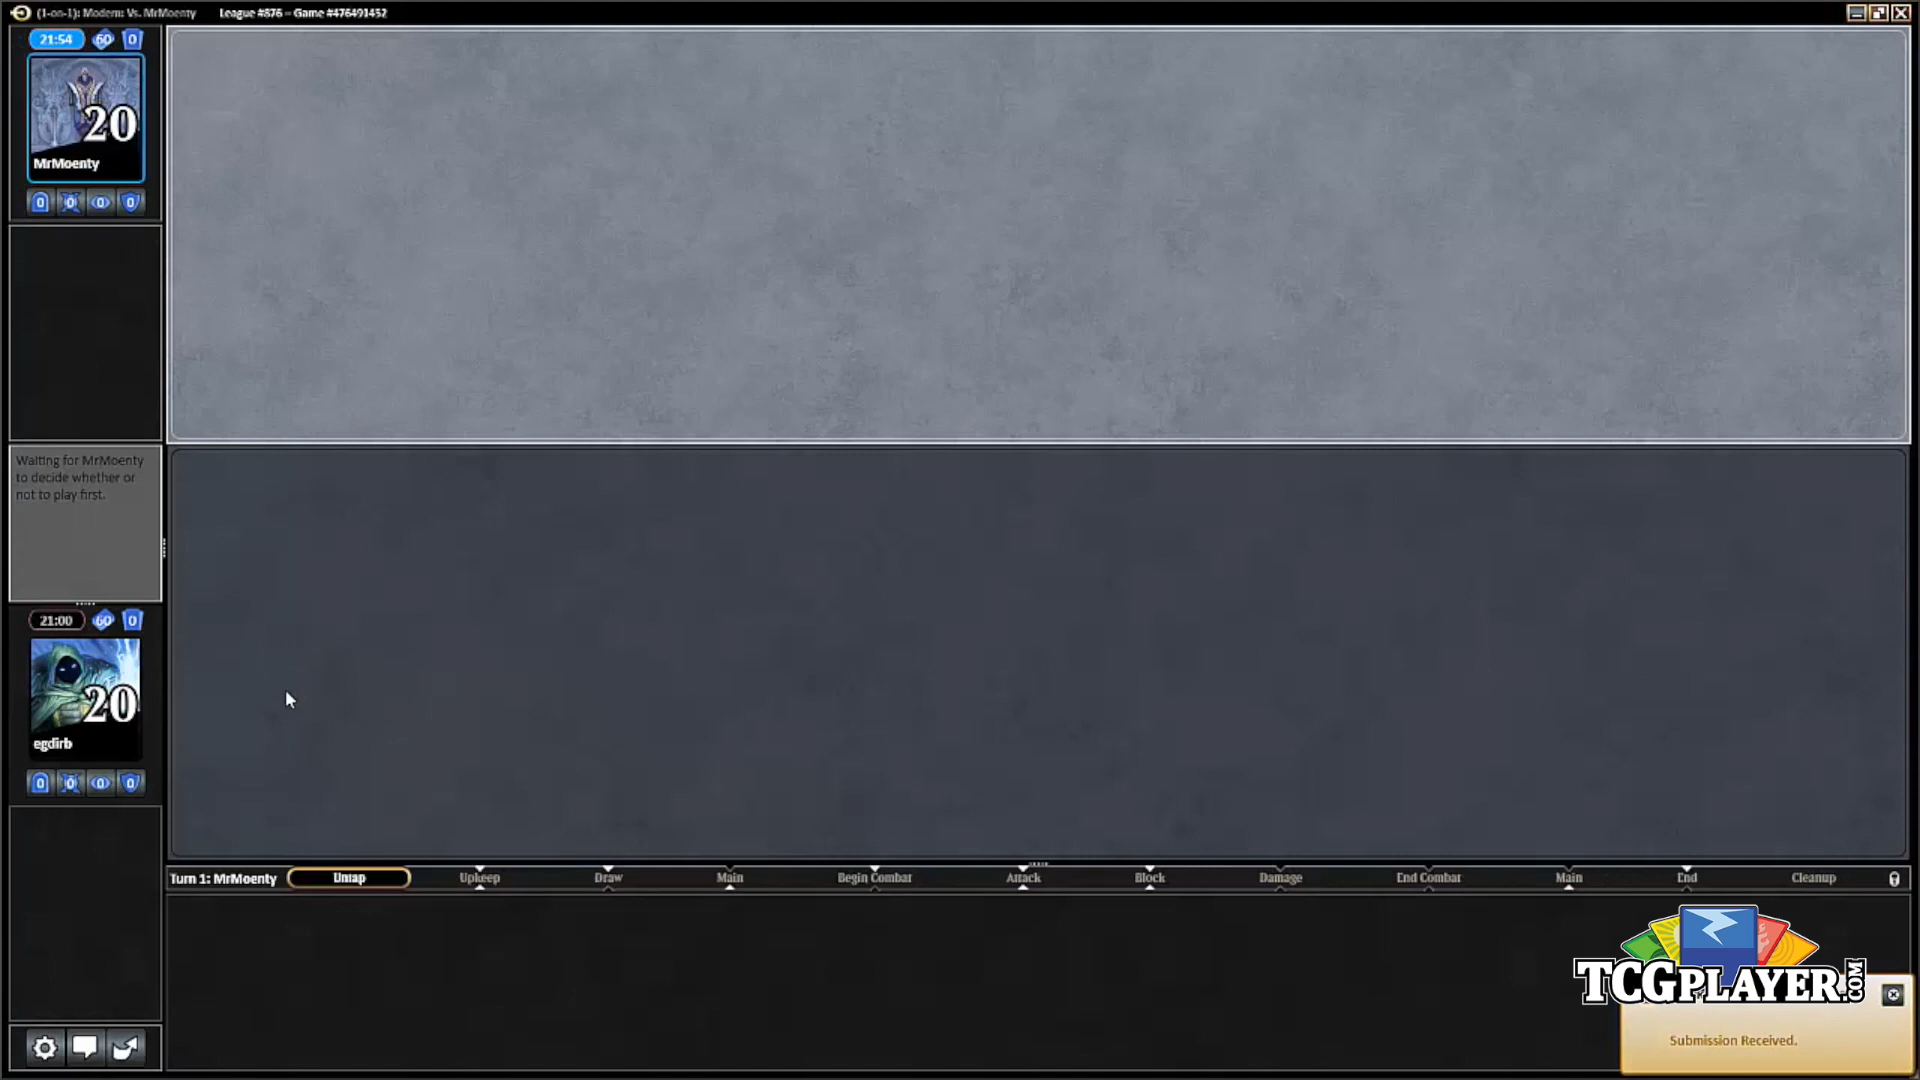 (1-on-1): Modern: Vs. MrMoenty League #876 – Game #476491452
21:54 60 0
20
MrMoenty
0 0 0 0
Waiting for MrMoenty
to decide whether or
not to play first.
21:00 60 0
20
egdirb
0 0 0 0
Turn 1: MrMoenty Untap Upkeep Draw Main Begin Combat Attack Block Damage End Combat Main End Cleanup
TCGPLAYER.COM
Submission Received.